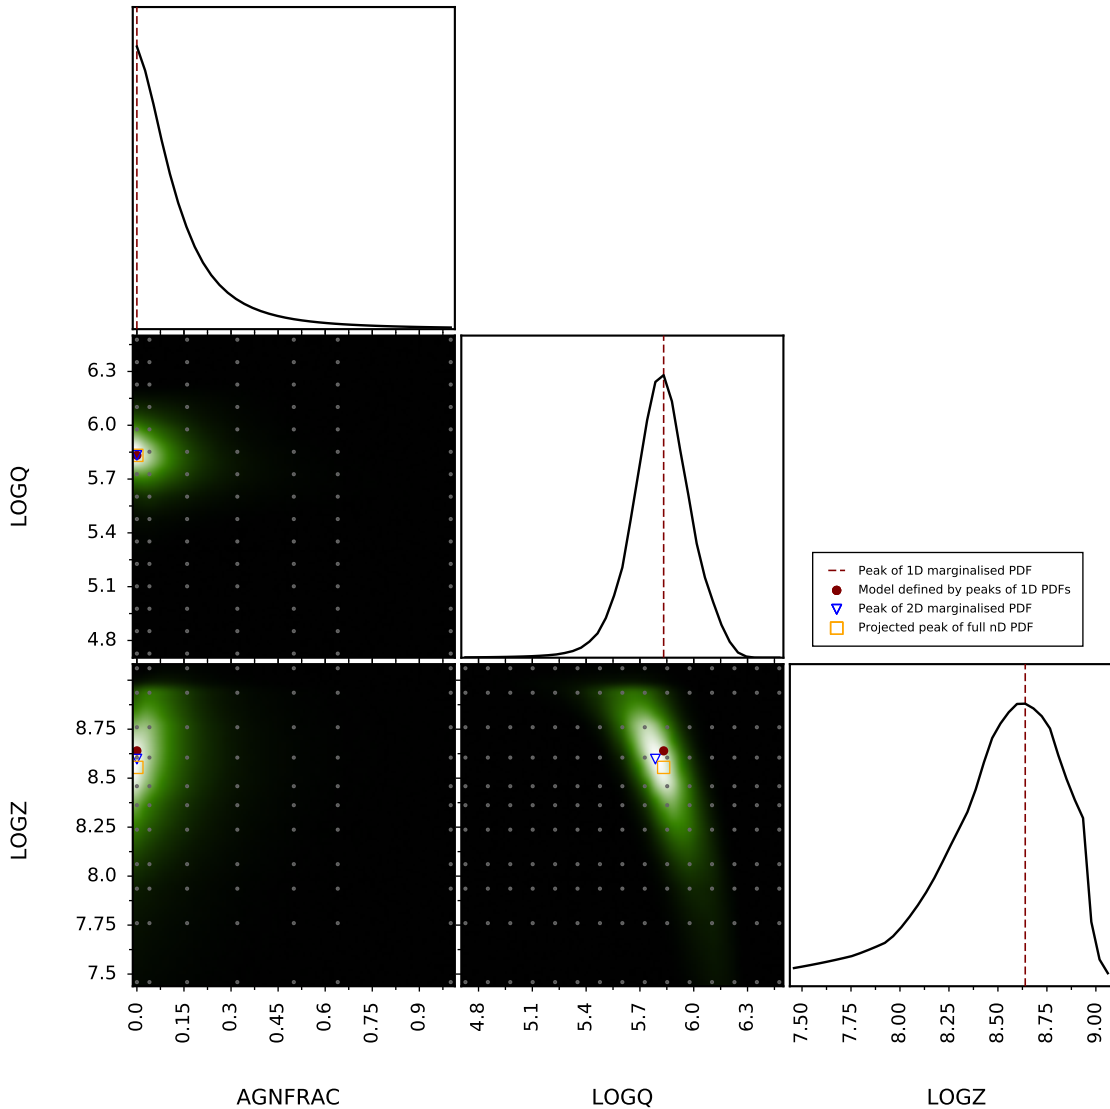 6.3
6.0
5.7
LOGQ
5.4
5.1
4.8
Peak of 1D marginalised PDF
Model defined by peaks of 1D PDFs
Peak of 2D marginalised PDF
Projected peak of full nD PDF
8.75
8.5
LOGZ
8.25
8.0
7.75
7.5
0.0 0.15 0.3 0.45 0.6 0.75 0.9 4.8 5.1 5.4 5.7 6.0 6.3 7.50 7.75 8.00 8.25 8.50 8.75 9.00
AGNFRAC LOGQ LOGZ